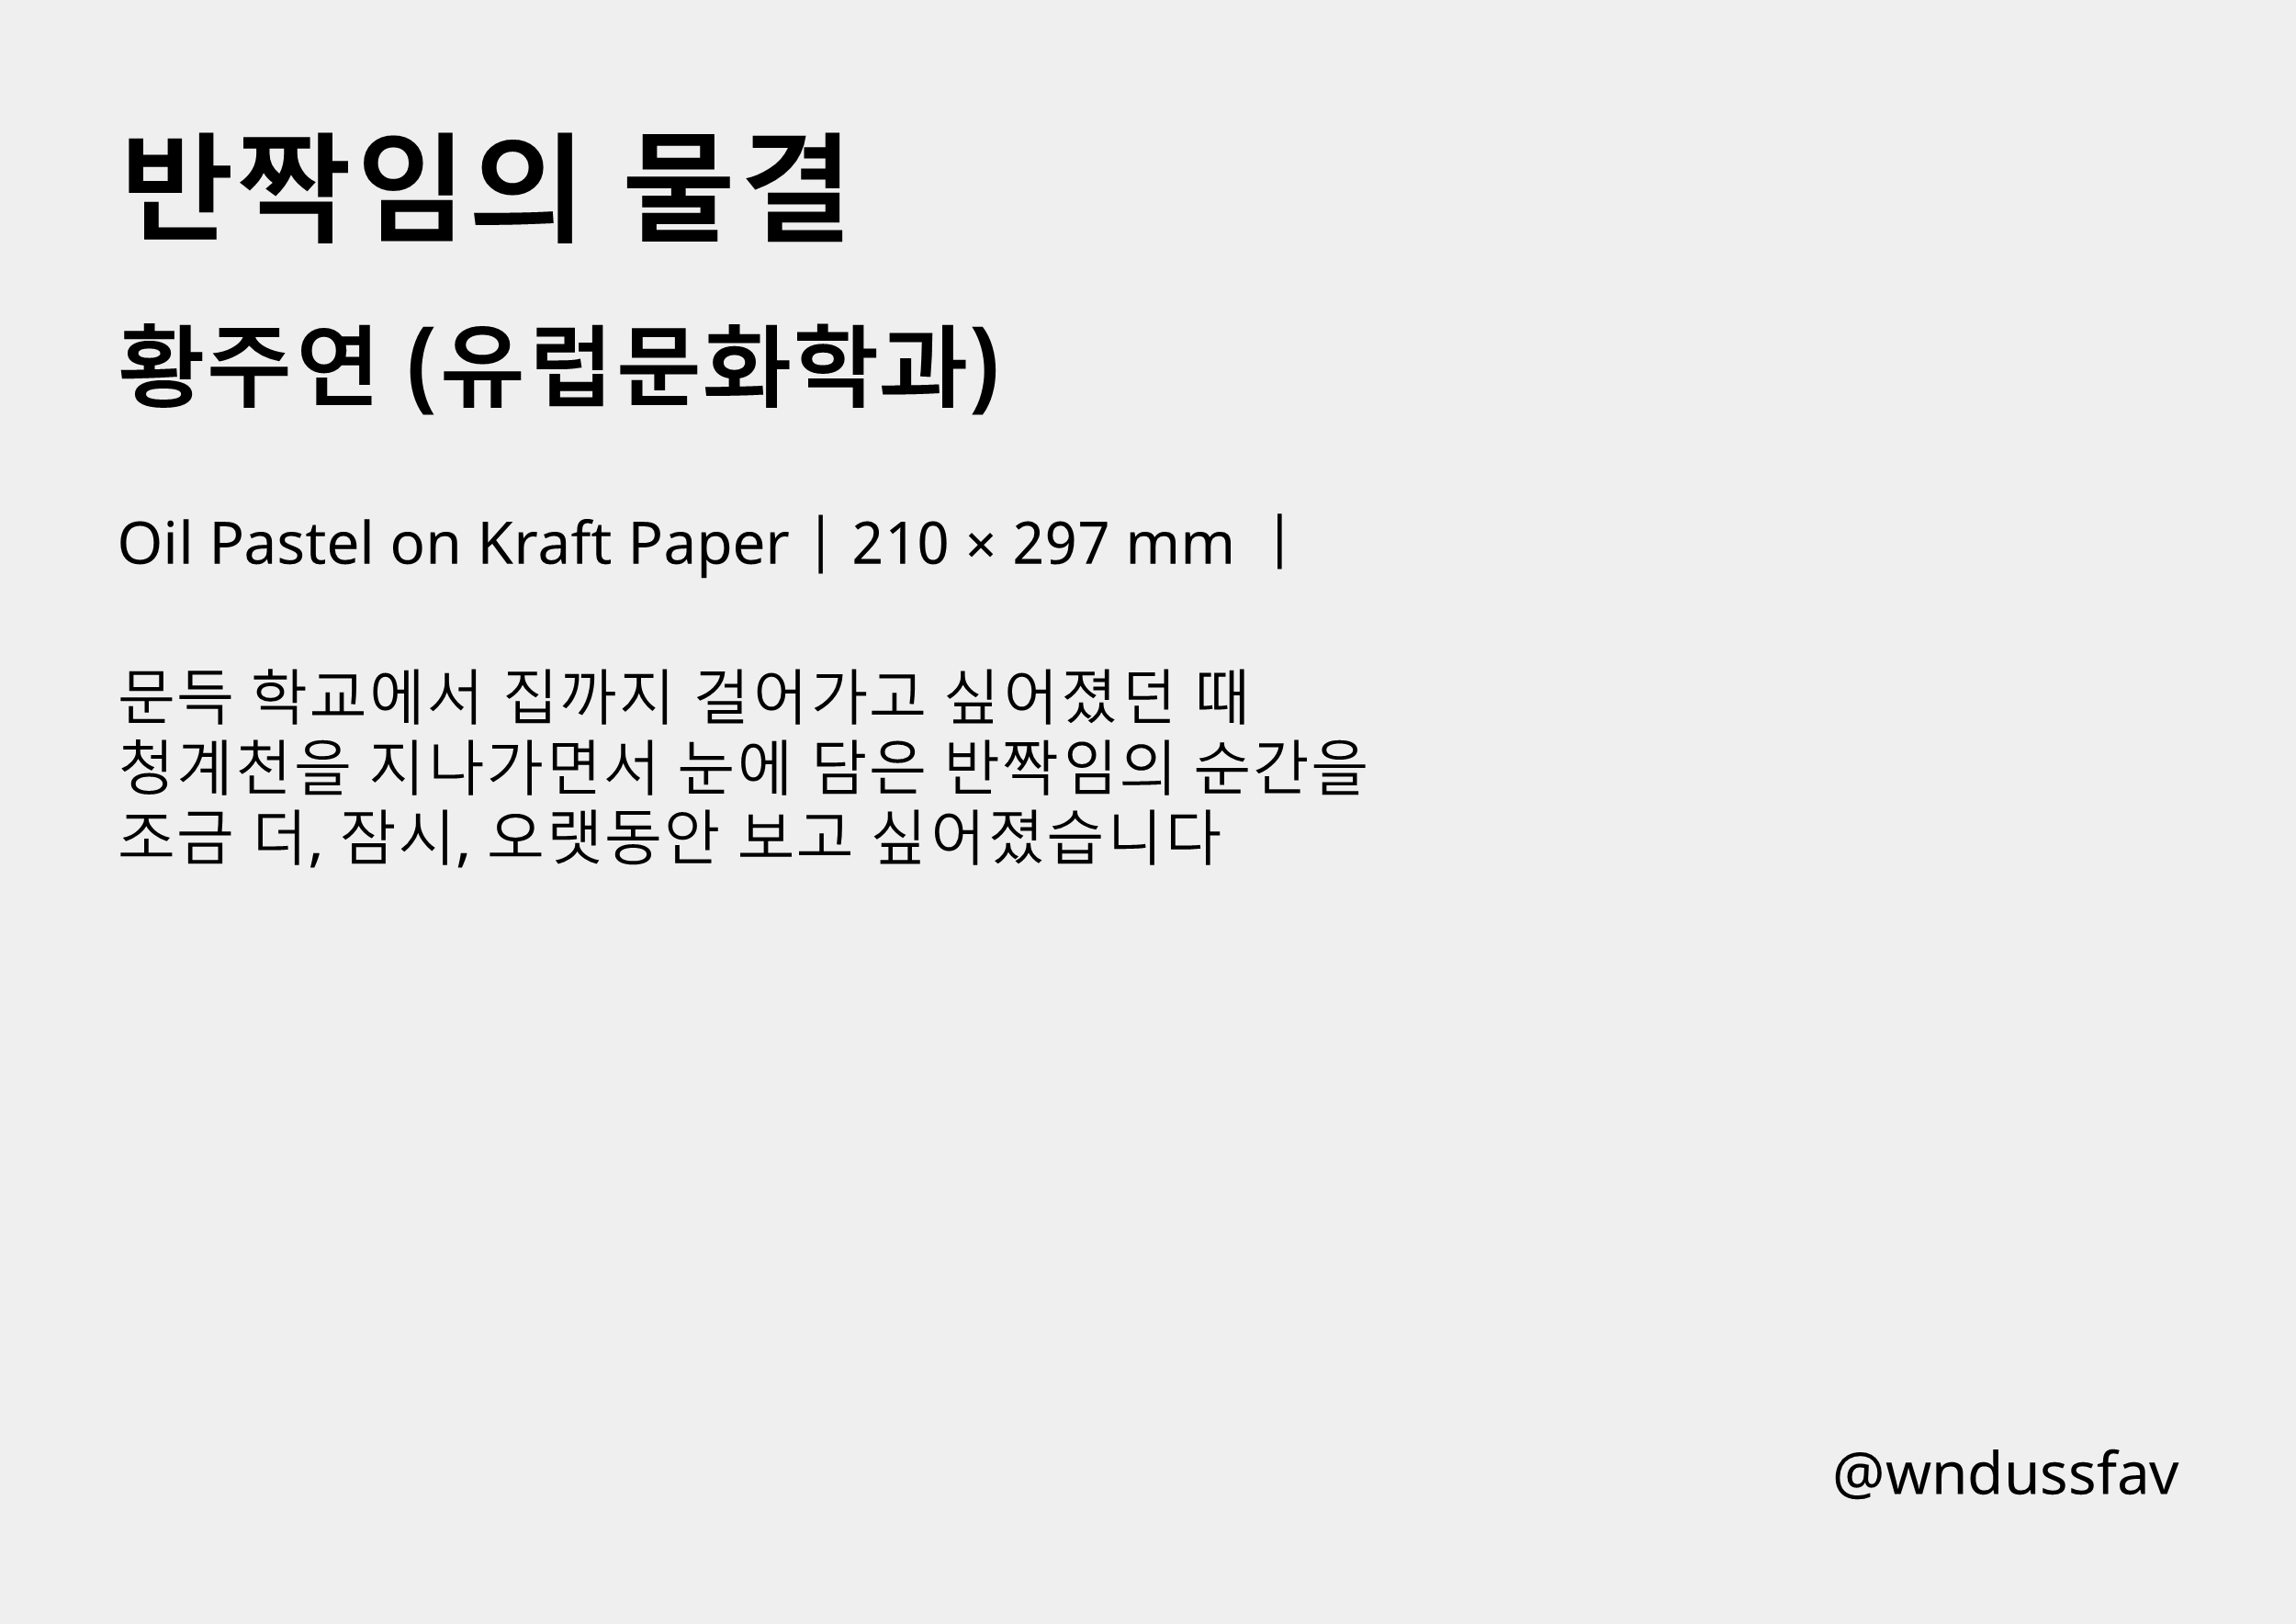 반짝임의 물결
황주연 (유럽문화학과)
Oil Pastel on Kraft Paper | 210 × 297 mm |
문득 학교에서 집까지 걸어가고 싶어졌던 때
청계천을 지나가면서 눈에 담은 반짝임의 순간을
조금 더, 잠시, 오랫동안 보고 싶어졌습니다
@wndussfav